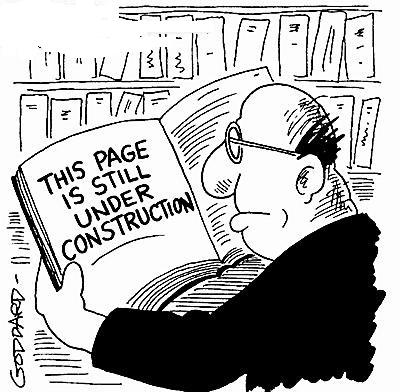 THIS PAGE
IS STILL
UNDER
CONSTRUCTION
GODDARD